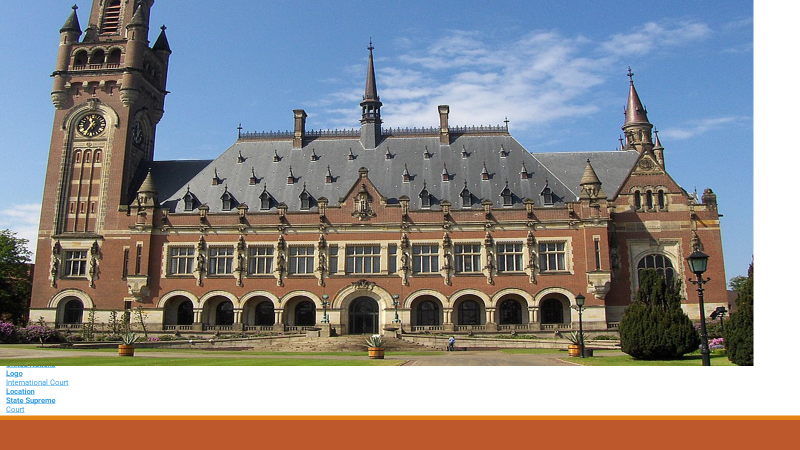 Logo
International Court
Location
State Supreme
Court